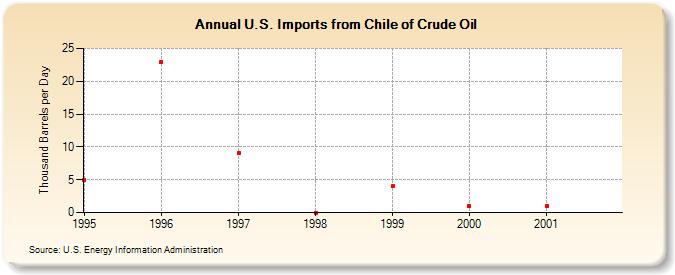 Annual U.S. Imports from Chile of Crude Oil
Thousand Barrels per Day
25
20
15
10
5
0
1995 1996 1997 1998 1999 2000 2001
Source: U.S. Energy Information Administration